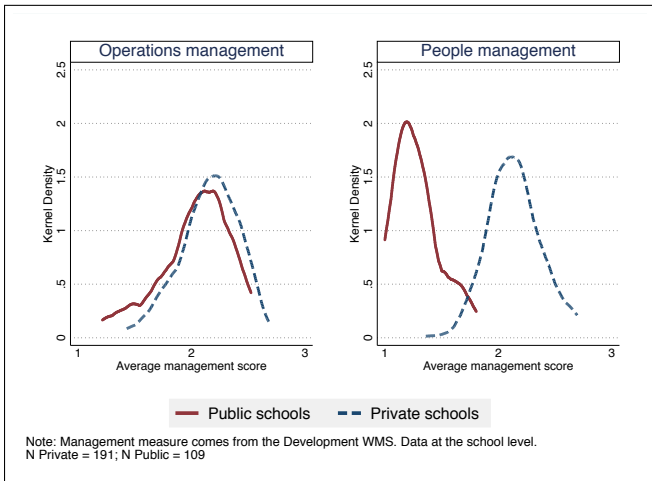 Operations management
People management
2.5
2
1.5
1
.5
0
Kernel Density
1 2 3
Average management score
2.5
2
1.5
1
.5
0
Kernel Density
1 2 3
Average management score
Public schools Private schools
Note: Management measure comes from the Development WMS. Data at the school level.
N Private = 191; N Public = 109